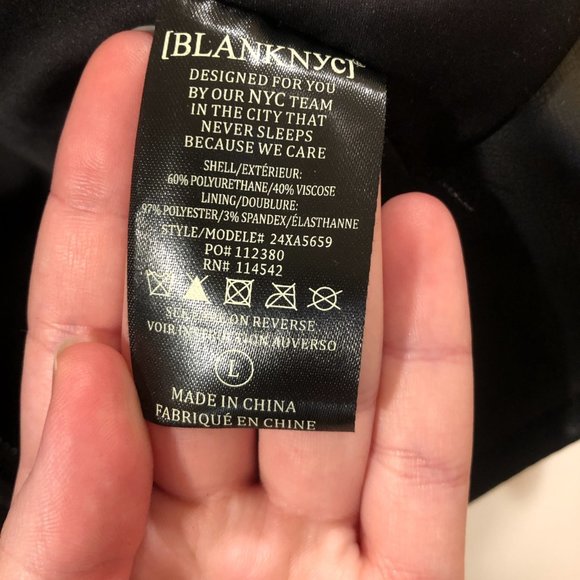 [BLANKNYC]
DESIGNED FOR YOU
BY OUR NYC TEAM
IN THE CITY THAT
NEVER SLEEPS
BECAUSE WE CARE
SHELL/EXTÉRIEUR:
60% POLYURETHANE/40% VISCOSE
LINING/DOUBLURE:
97% POLYESTER/3% SPANDEX/ÉLASTHANNE
STYLE/MODELE# 24XA5659
PO# 112380
RN# 114542
SEE ON REVERSE
VOIR AUVERSO
L
MADE IN CHINA
FABRIQUÉ EN CHINE